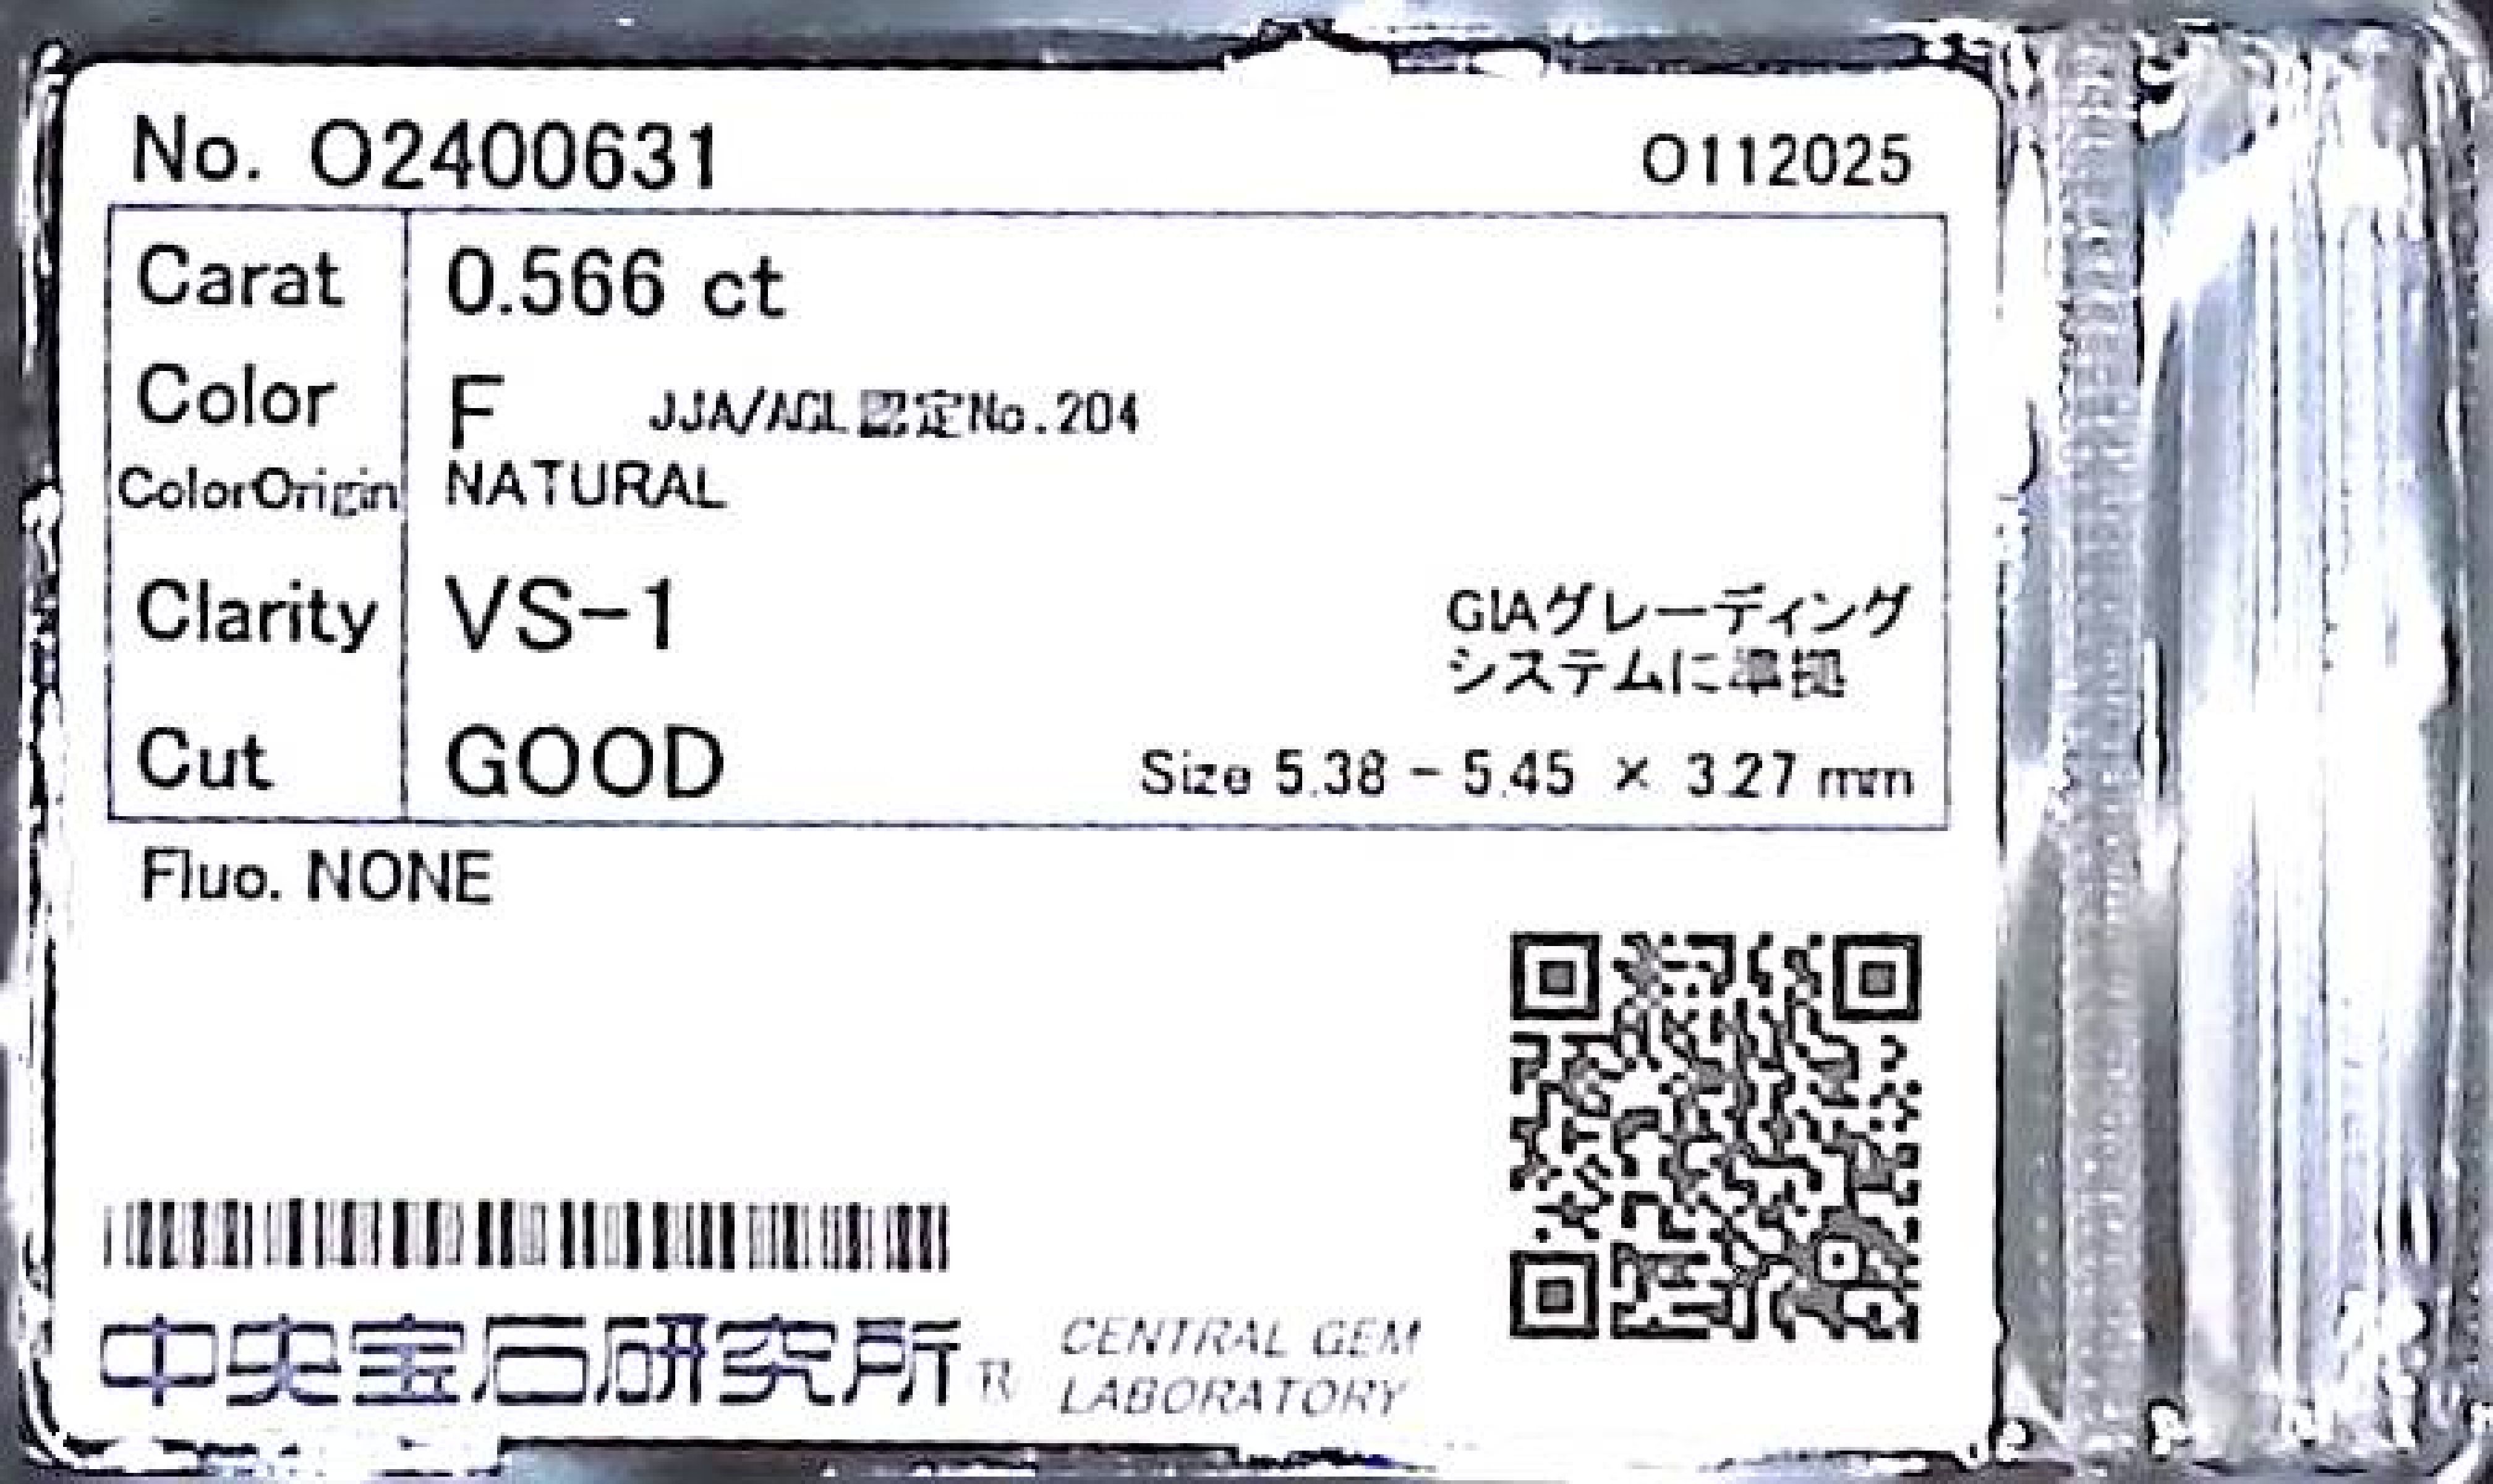 No. O2400631 O112025
Carat 0.566 ct
Color F JJA/AGL認定No.204
ColorOrigin NATURAL
Clarity VS-1
GIAグレーディング
システムに準拠
Cut GOOD Size 5.38 - 5.45 × 3.27 mm
Fluo. NONE
中央宝石研究所® CENTRAL GEM
LABORATORY